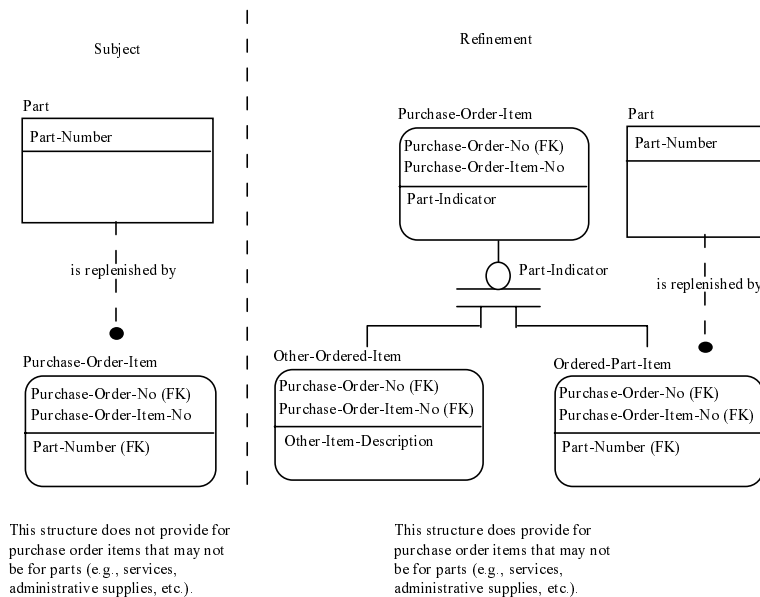 Subject
Part
Part-Number
is replenished by
Purchase-Order-Item
Purchase-Order-No (FK)
Purchase-Order-Item-No
Part-Number (FK)
This structure does not provide for
purchase order items that may not
be for parts (e.g., services,
administrative supplies, etc.).
Refinement
Purchase-Order-Item
Purchase-Order-No (FK)
Purchase-Order-Item-No
Part-Indicator
Part
Part-Number
Part-Indicator
is replenished by
Other-Ordered-Item
Purchase-Order-No (FK)
Purchase-Order-Item-No (FK)
Other-Item-Description
Ordered-Part-Item
Purchase-Order-No (FK)
Purchase-Order-Item-No (FK)
Part-Number (FK)
This structure does provide for
purchase order items that may not
be for parts (e.g., services,
administrative supplies, etc.).